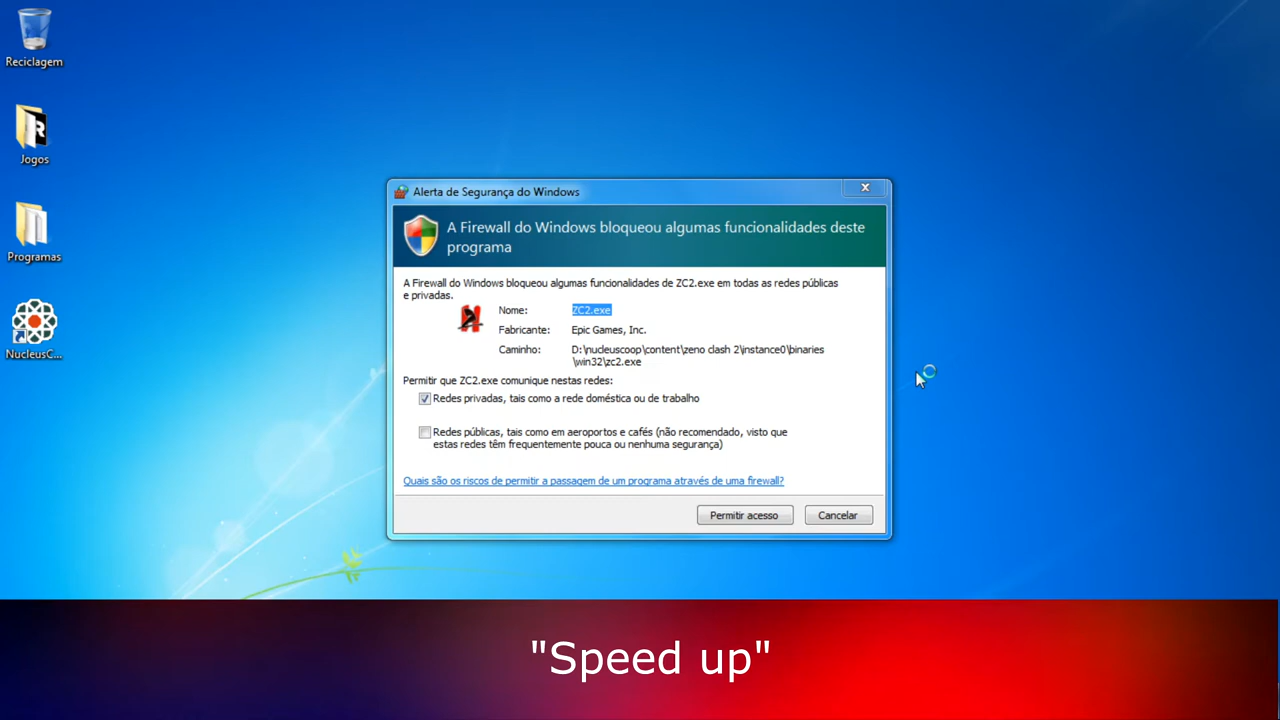 Reciclagem
Jogos
Programas
NucleusC...
Alerta de Segurança do Windows
A Firewall do Windows bloqueou algumas funcionalidades deste
programa
A Firewall do Windows bloqueou algumas funcionalidades de ZC2.exe em todas as redes públicas
e privadas.
Nome: ZC2.exe
Fabricante: Epic Games, Inc.
Caminho: D:\nucleuscoop\content\zeno clash 2\instance0\binaries
\win32\zc2.exe
Permitir que ZC2.exe comunique nestas redes:
Redes privadas, tais como a rede doméstica ou de trabalho
Redes públicas, tais como em aeroportos e cafés (não recomendado, visto que
estas redes têm frequentemente pouca ou nenhuma segurança)
Quais são os riscos de permitir a passagem de um programa através de uma firewall?
Permitir acesso Cancelar
"Speed up"